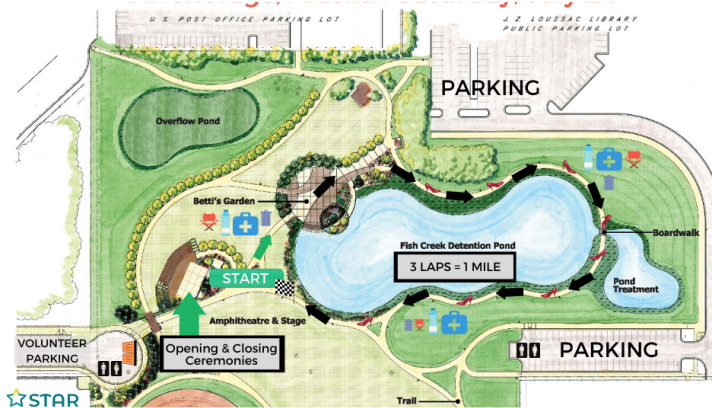 U.S. POST OFFICE PARKING LOT
J. Z. LOUSSAC LIBRARY
PUBLIC PARKING LOT
PARKING
Overflow Pond
Betti's Garden
Boardwalk
Fish Creek Detention Pond
3 LAPS = 1 MILE
START
Pond
Treatment
Amphitheatre & Stage
VOLUNTEER
PARKING
Opening & Closing
Ceremonies
PARKING
Trail
STAR